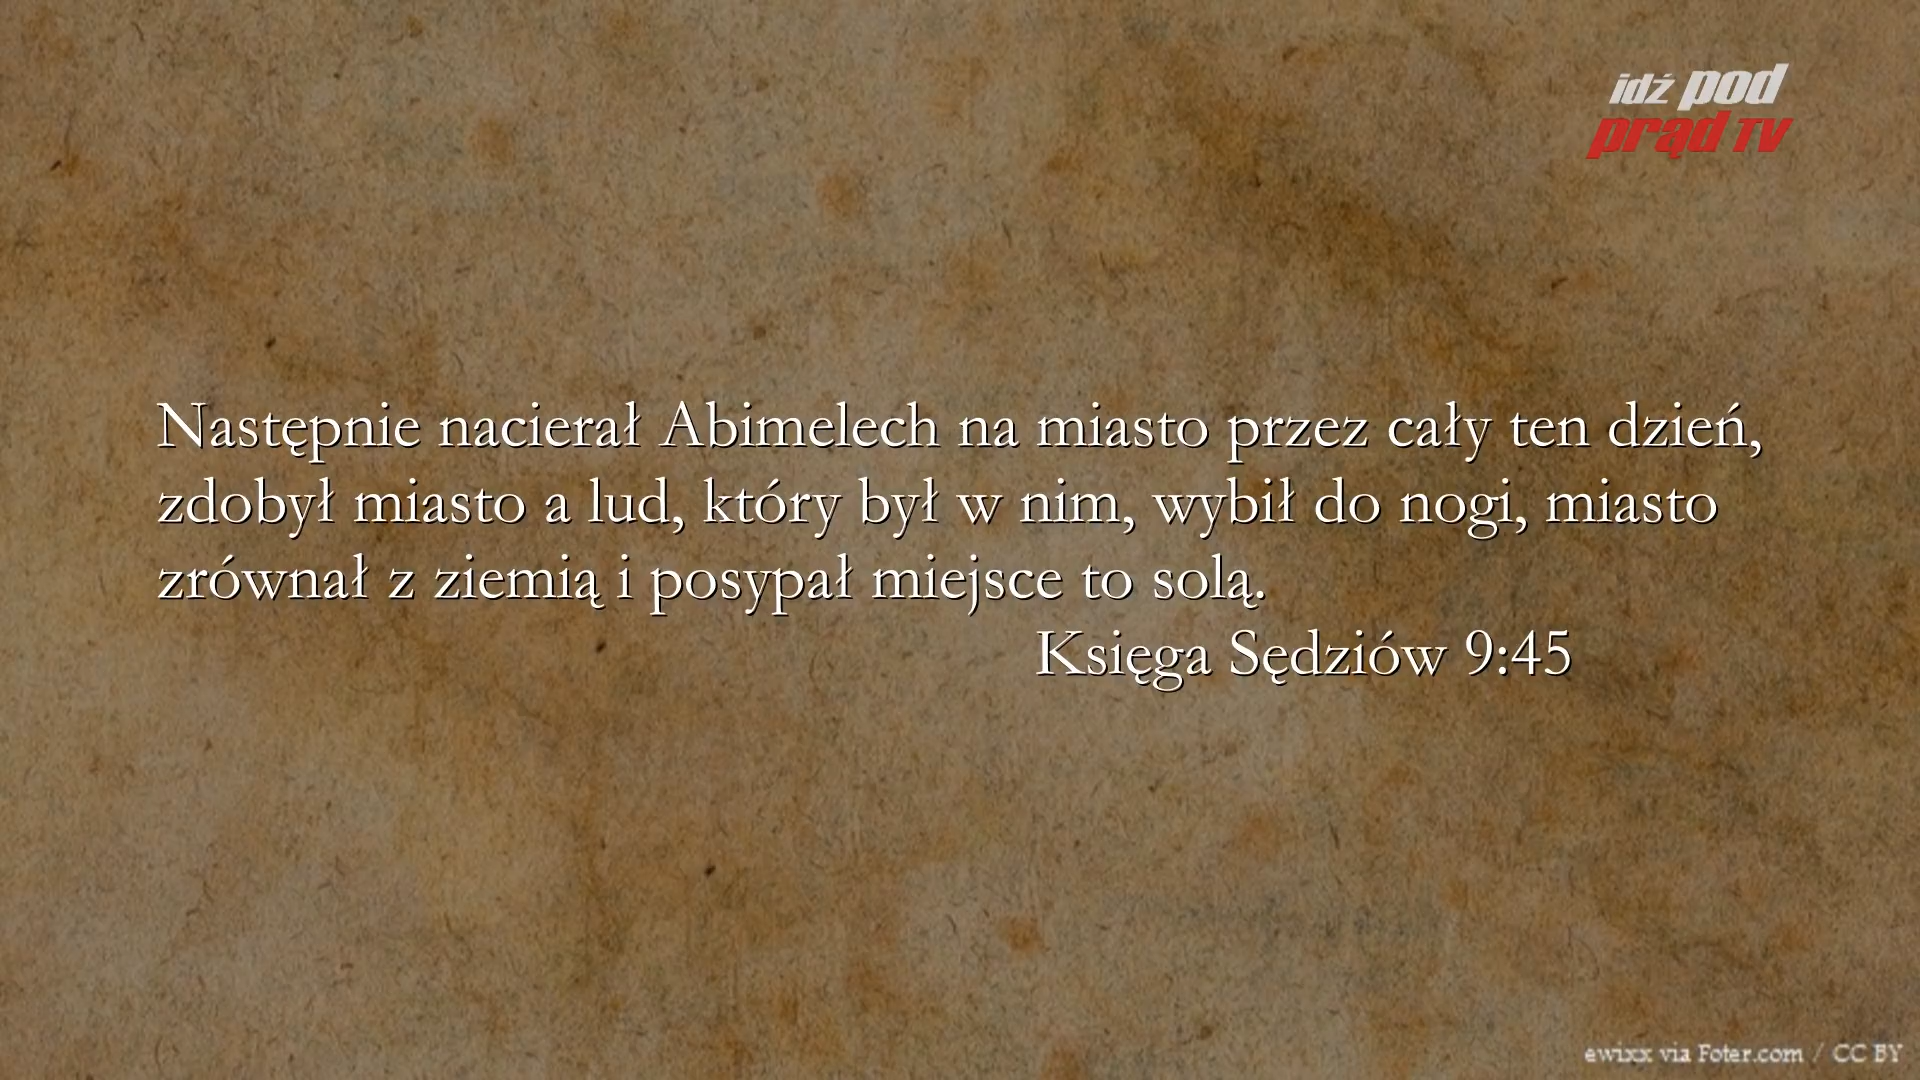 idź pod
prąd TV
Następnie nacierał Abimelech na miasto przez cały ten dzień,
zdobył miasto a lud, który był w nim, wybił do nogi, miasto
zrównał z ziemią i posypał miejsce to solą.
Księga Sędziów 9:45
ewixx via Foter.com / CC BY